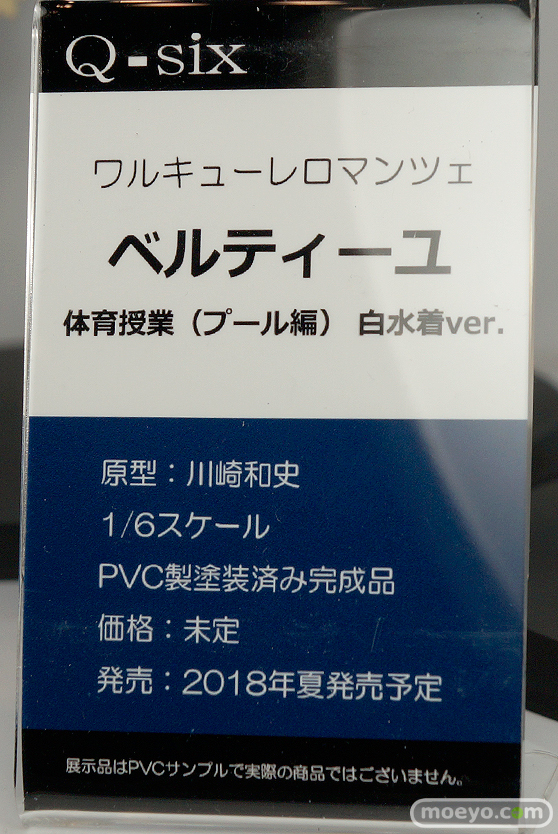 Q-six
ワルキューレロマンツェ
ベルティーユ
体育授業（プール編） 白水着ver.
原型：川崎和史
1/6スケール
PVC製塗装済み完成品
価格：未定
発売：2018年夏発売予定
展示品はPVCサンプルで実際の商品ではございません。
moeyo.com